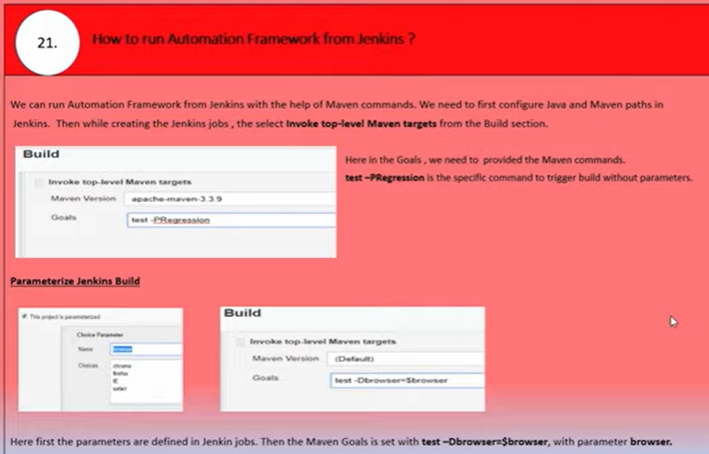 21.
How to run Automation Framework from Jenkins ?
We can run Automation Framework from Jenkins with the help of Maven commands. We need to first configure Java and Maven paths in
Jenkins. Then while creating the Jenkins jobs , the select Invoke top-level Maven targets from the Build section.
Build
Invoke top-level Maven targets
Maven Version apache-maven-3.3.9
Goals test -PRegression
Here in the Goals , we need to provided the Maven commands.
test –PRegression is the specific command to trigger build without parameters.
Parameterize Jenkins Build
This project is parameterized
Choice Parameter
Name browser
Choices chrome
firefox
IE
safari
Build
Invoke top-level Maven targets
Maven Version (Default)
Goals test -Dbrowser=$browser
Here first the parameters are defined in Jenkin jobs. Then the Maven Goals is set with test –Dbrowser=$browser, with parameter browser.